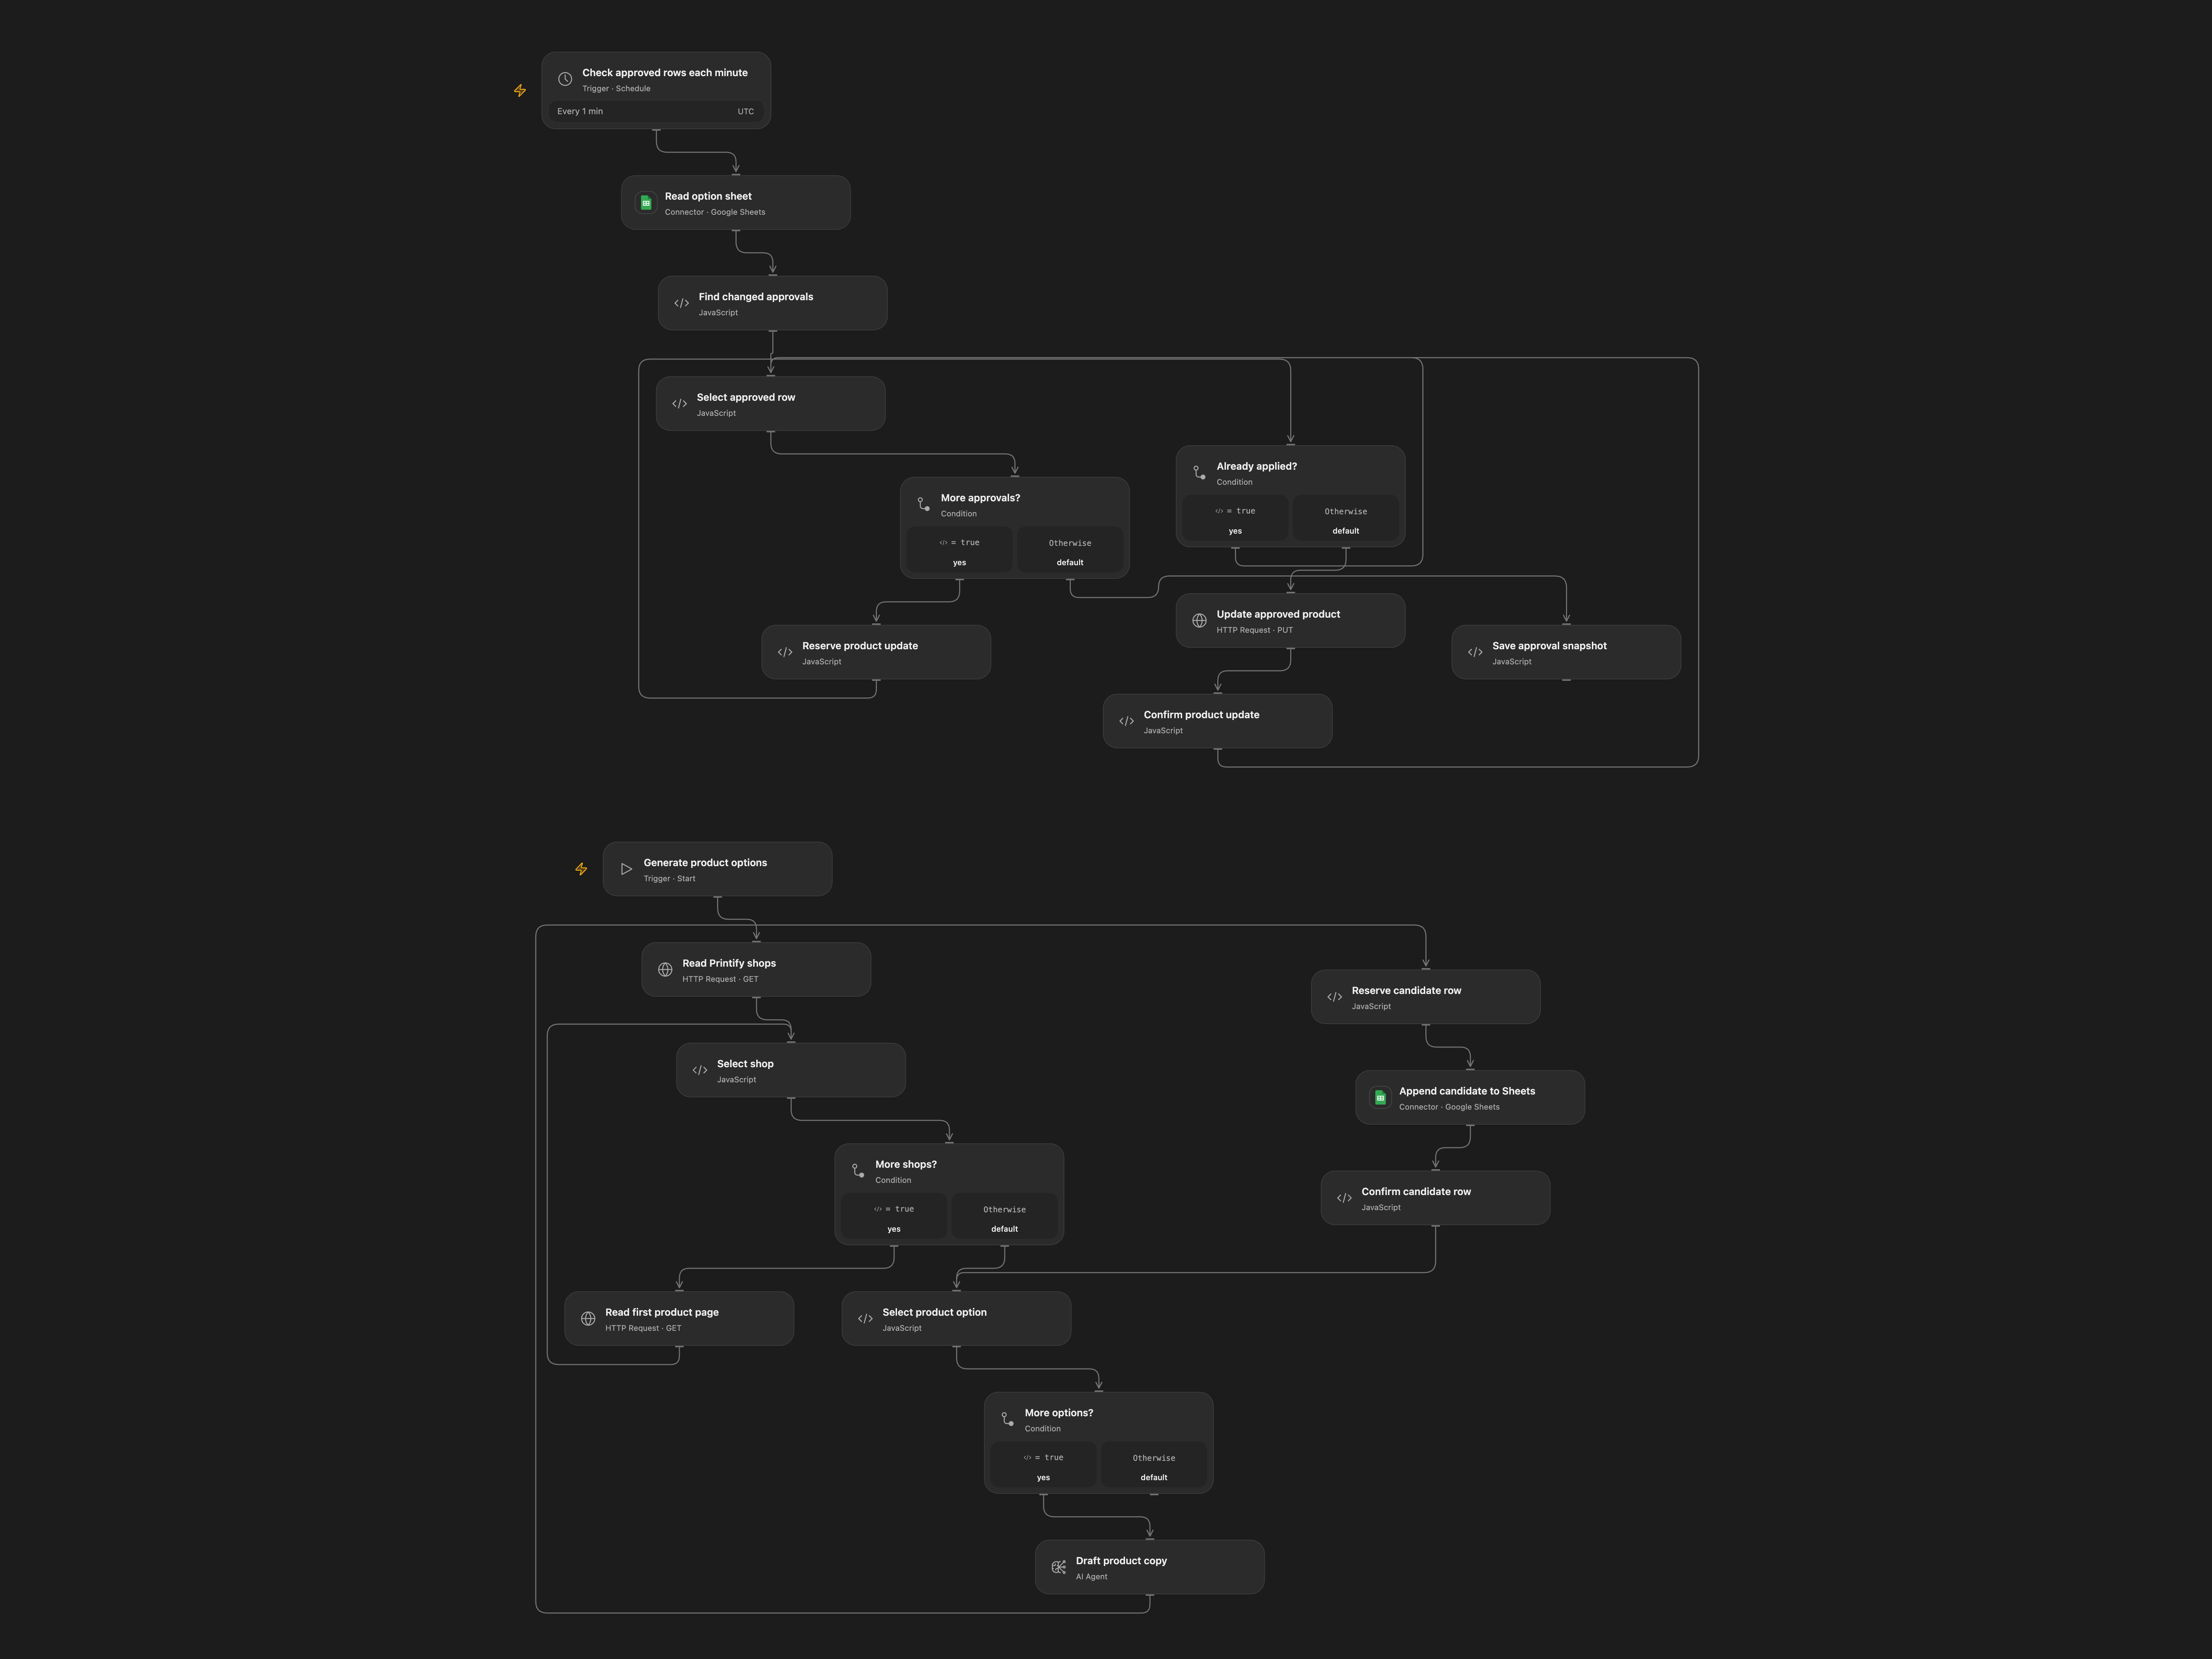 Check approved rows each minute
Trigger · Schedule
Every 1 min UTC
Read option sheet
Connector · Google Sheets
Find changed approvals
JavaScript
Select approved row
JavaScript
More approvals?
Condition
</> = true Otherwise
yes default
Already applied?
Condition
</> = true Otherwise
yes default
Reserve product update
JavaScript
Update approved product
HTTP Request · PUT
Save approval snapshot
JavaScript
Confirm product update
JavaScript
Generate product options
Trigger · Start
Read Printify shops
HTTP Request · GET
Reserve candidate row
JavaScript
Select shop
JavaScript
Append candidate to Sheets
Connector · Google Sheets
More shops?
Condition
</> = true Otherwise
yes default
Confirm candidate row
JavaScript
Read first product page
HTTP Request · GET
Select product option
JavaScript
More options?
Condition
</> = true Otherwise
yes default
Draft product copy
AI Agent